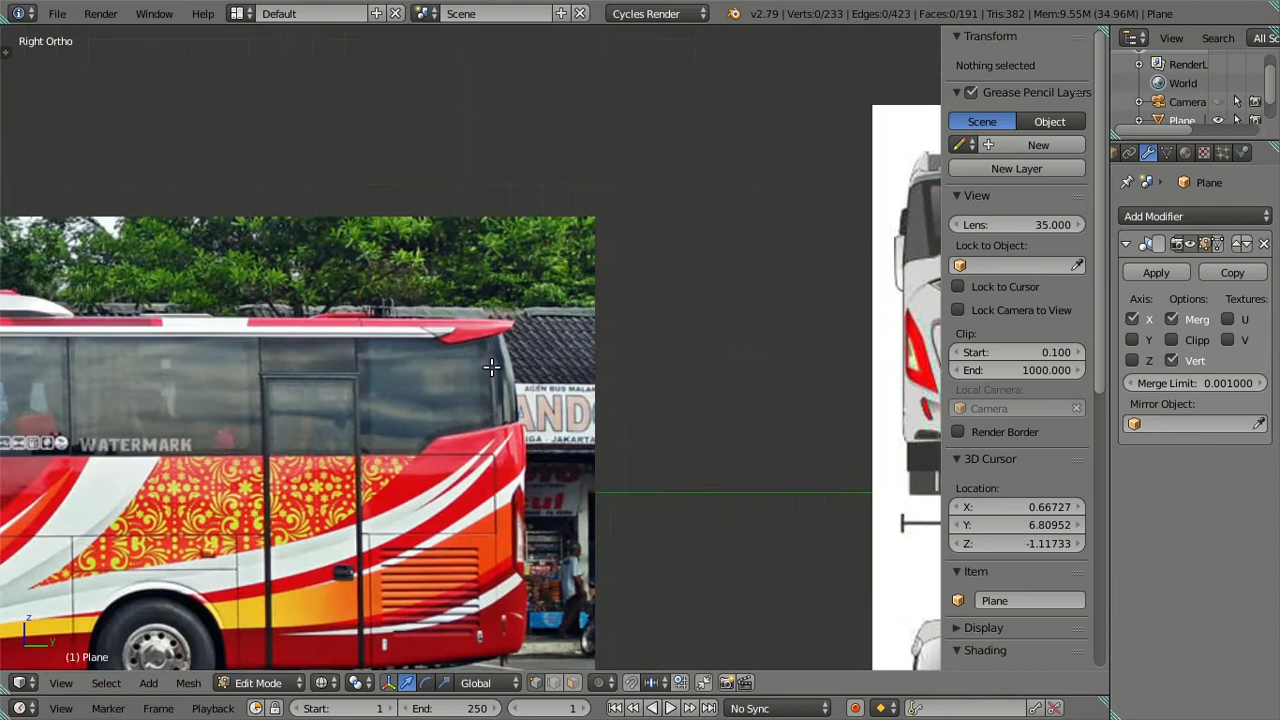 File
Render
Window
Help
Default
Scene
Cycles Render
v2.79 | Verts:0/233 | Edges:0/423 | Faces:0/191 | Tris:382 | Mem:9.55M (34.96M) | Plane
Right Ortho
AGEN BUS MALA
AND
GA - JAKARTA
WATERMARK
z
y
(1) Plane
Transform
Nothing selected
Grease Pencil Layers
Scene
Object
New
New Layer
View
Lens:
35.000
Lock to Object:
Lock to Cursor
Lock Camera to View
Clip:
Start:
0.100
End:
1000.000
Local Camera:
Camera
Render Border
3D Cursor
Location:
X:
0.66727
Y:
6.80952
Z:
-1.11733
Item
Plane
Display
Shading
View
Search
All Sc
RenderL
World
Camera
Plane
Plane
Add Modifier
Apply
Copy
Axis:
Options:
Textures:
X
Merg
U
Y
Clipp
V
Z
Vert
Merge Limit:
0.001000
Mirror Object:
View
Select
Add
Mesh
Edit Mode
Global
View
Marker
Frame
Playback
Start:
1
End:
250
1
No Sync